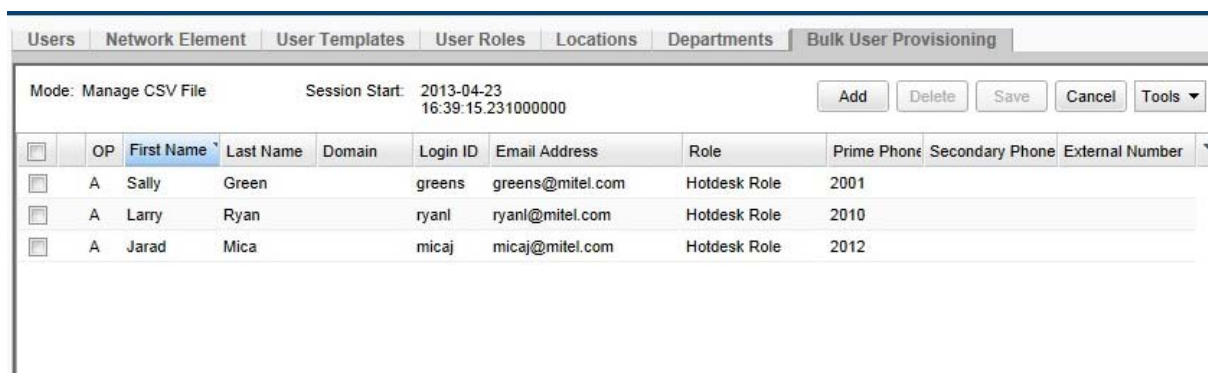 Users Network Element User Templates User Roles Locations Departments Bulk User Provisioning
Mode: Manage CSV File Session Start: 2013-04-23 Add Delete Save Cancel Tools
16:39:15.231000000
OP First Name Last Name Domain Login ID Email Address Role Prime Phone Secondary Phone External Number
A Sally Green greens greens@mitel.com Hotdesk Role 2001
A Larry Ryan ryanl ryanl@mitel.com Hotdesk Role 2010
A Jarad Mica micaj micaj@mitel.com Hotdesk Role 2012